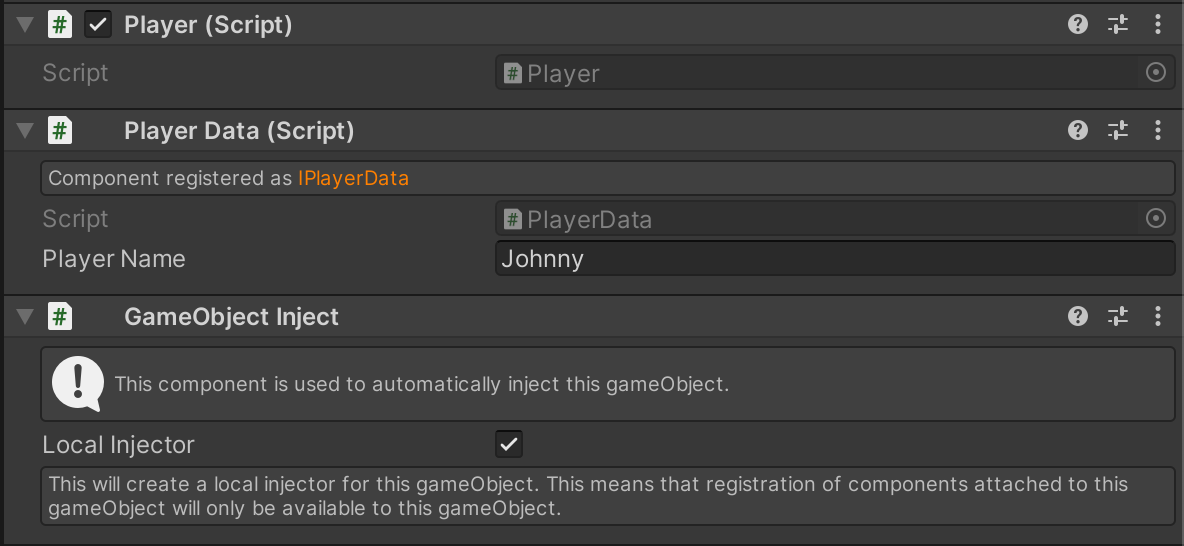 Player (Script)
Script
Player
Player Data (Script)
Component registered as IPlayerData
Script
PlayerData
Player Name
Johnny
GameObject Inject
This component is used to automatically inject this gameObject.
Local Injector
This will create a local injector for this gameObject. This means that registration of components attached to this
gameObject will only be available to this gameObject.